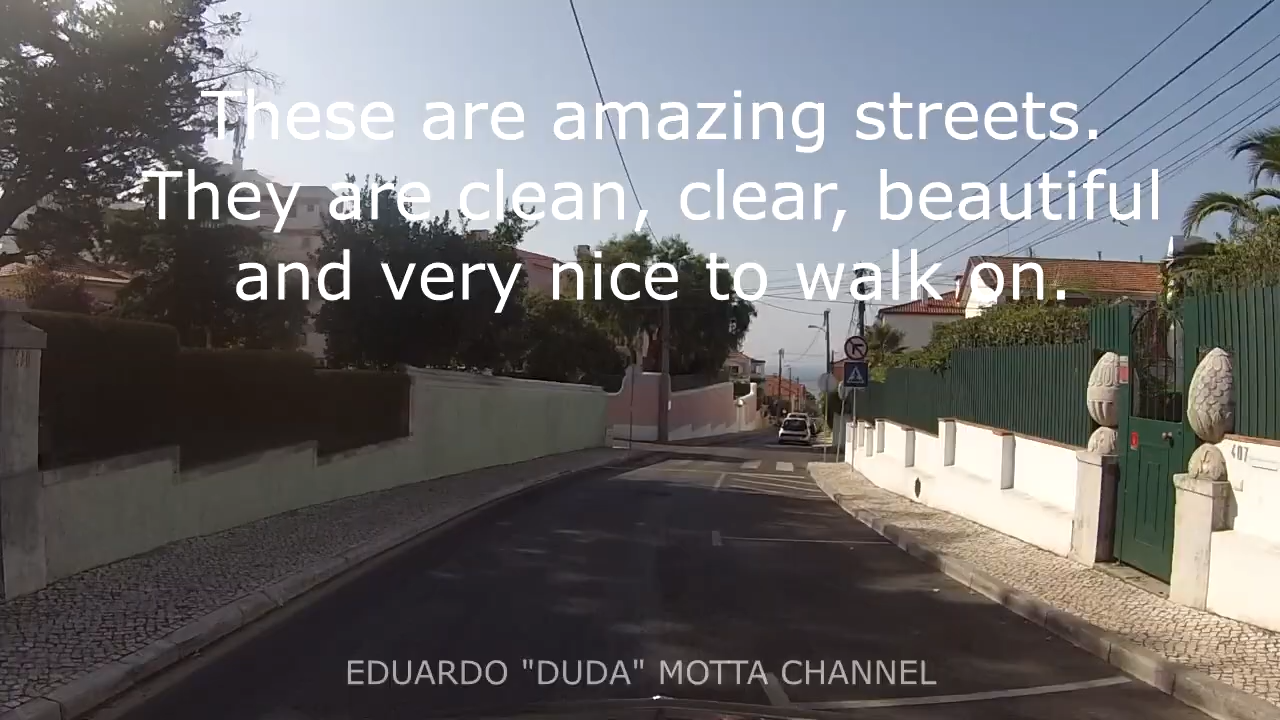 These are amazing streets.
They are clean, clear, beautiful
and very nice to walk on.
407
EDUARDO "DUDA" MOTTA CHANNEL